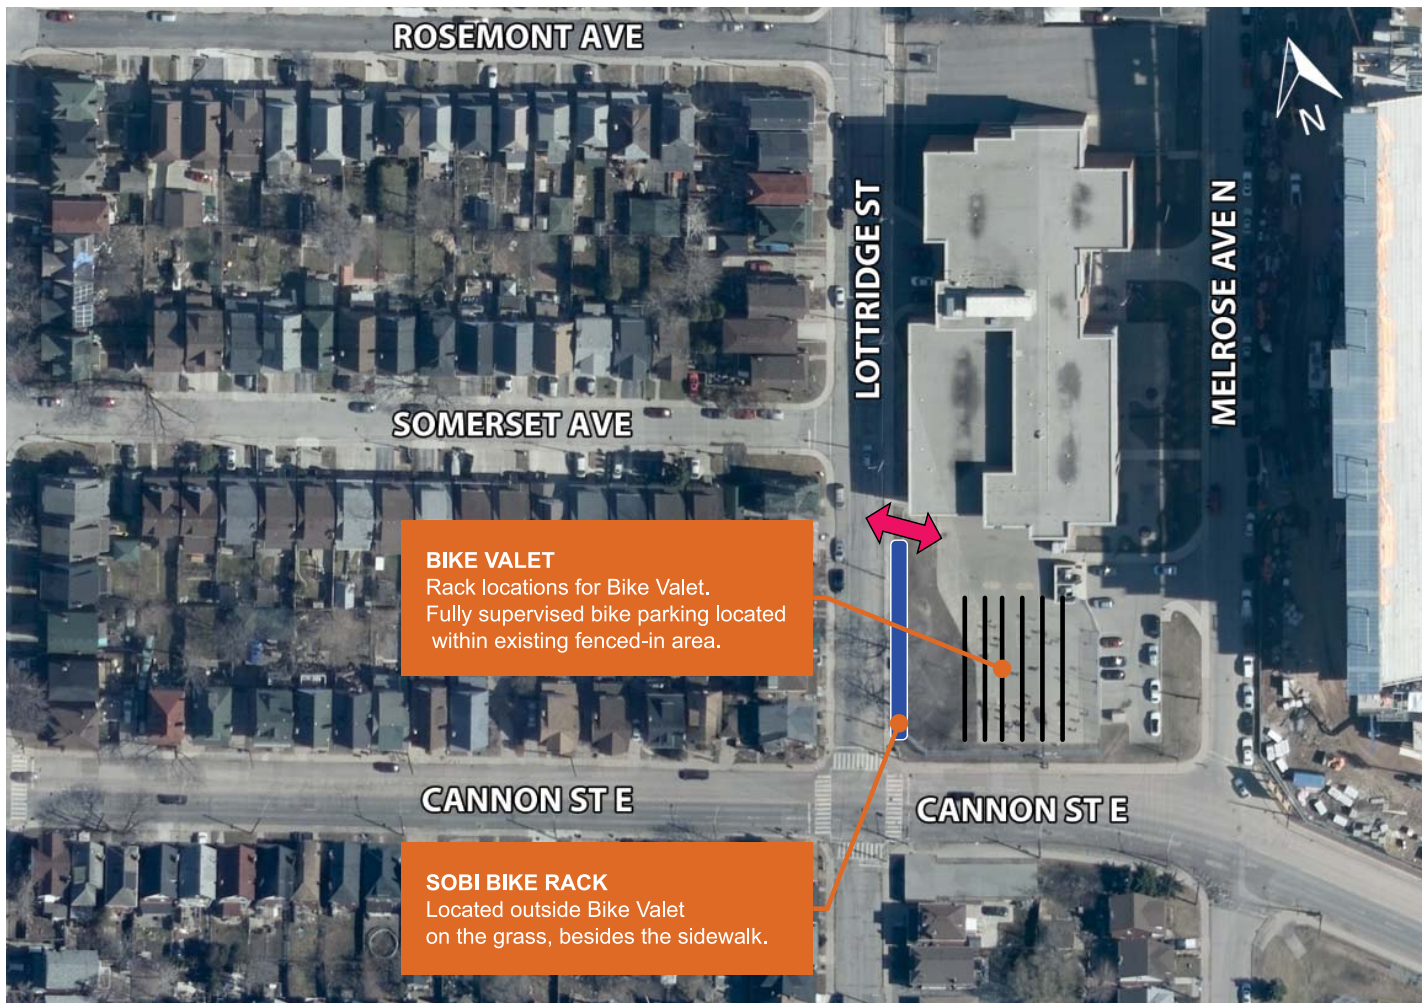 ROSEMONT AVE
N
LOTTRIDGE ST
MELROSE AVE N
SOMERSET AVE
BIKE VALET
Rack locations for Bike Valet.
Fully supervised bike parking located
within existing fenced-in area.
CANNON ST E
CANNON ST E
SOBI BIKE RACK
Located outside Bike Valet
on the grass, besides the sidewalk.